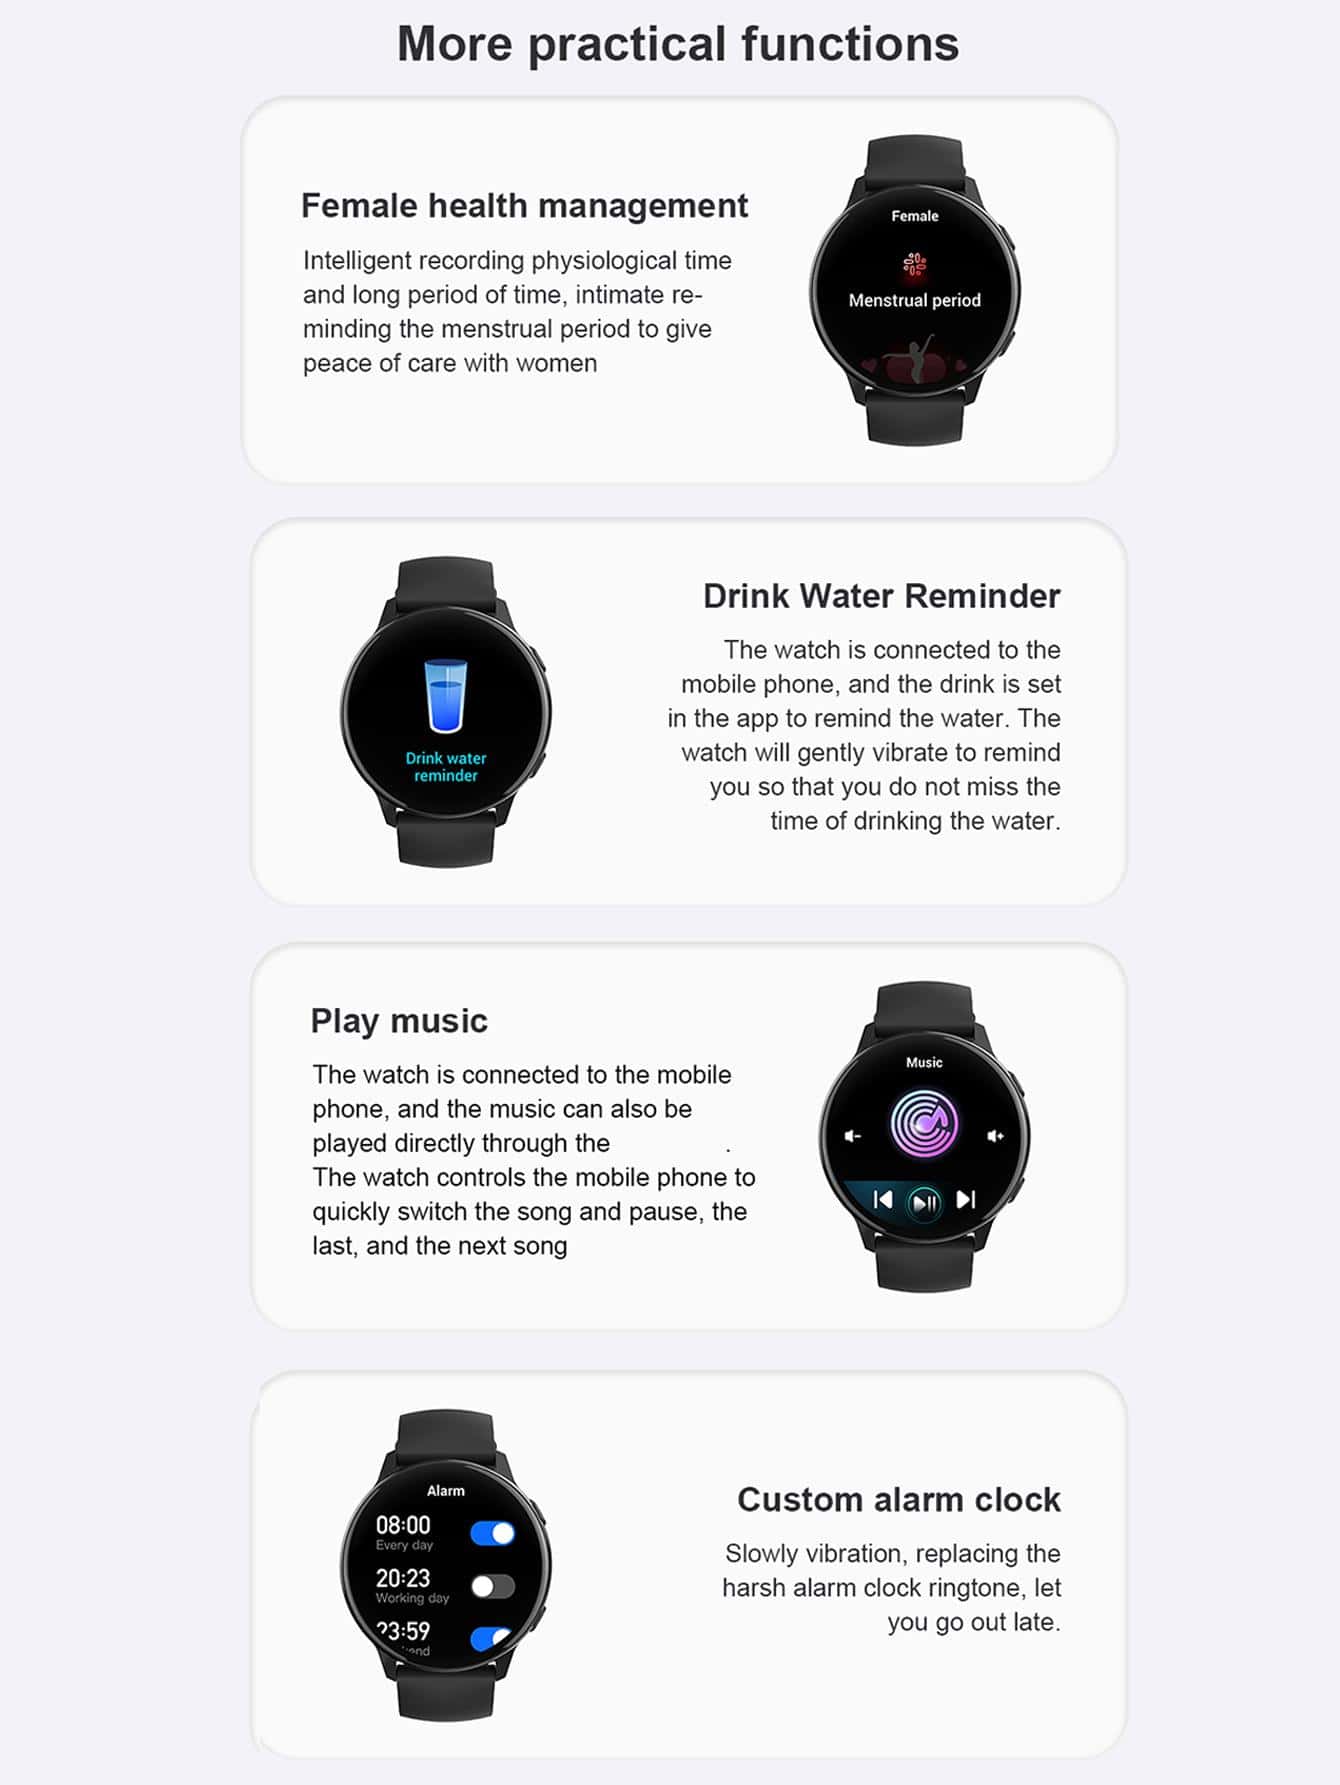 More practical functions
Female health management
Intelligent recording physiological time
and long period of time, intimate re-
minding the menstrual period to give
peace of care with women
Female
Menstrual period
Drink water
reminder
Drink Water Reminder
The watch is connected to the
mobile phone, and the drink is set
in the app to remind the water. The
watch will gently vibrate to remind
you so that you do not miss the
time of drinking the water.
Play music
The watch is connected to the mobile
phone, and the music can also be
played directly through the .
The watch controls the mobile phone to
quickly switch the song and pause, the
last, and the next song
Music
Alarm
08:00
Every day
20:23
Working day
23:59
Custom alarm clock
Slowly vibration, replacing the
harsh alarm clock ringtone, let
you go out late.